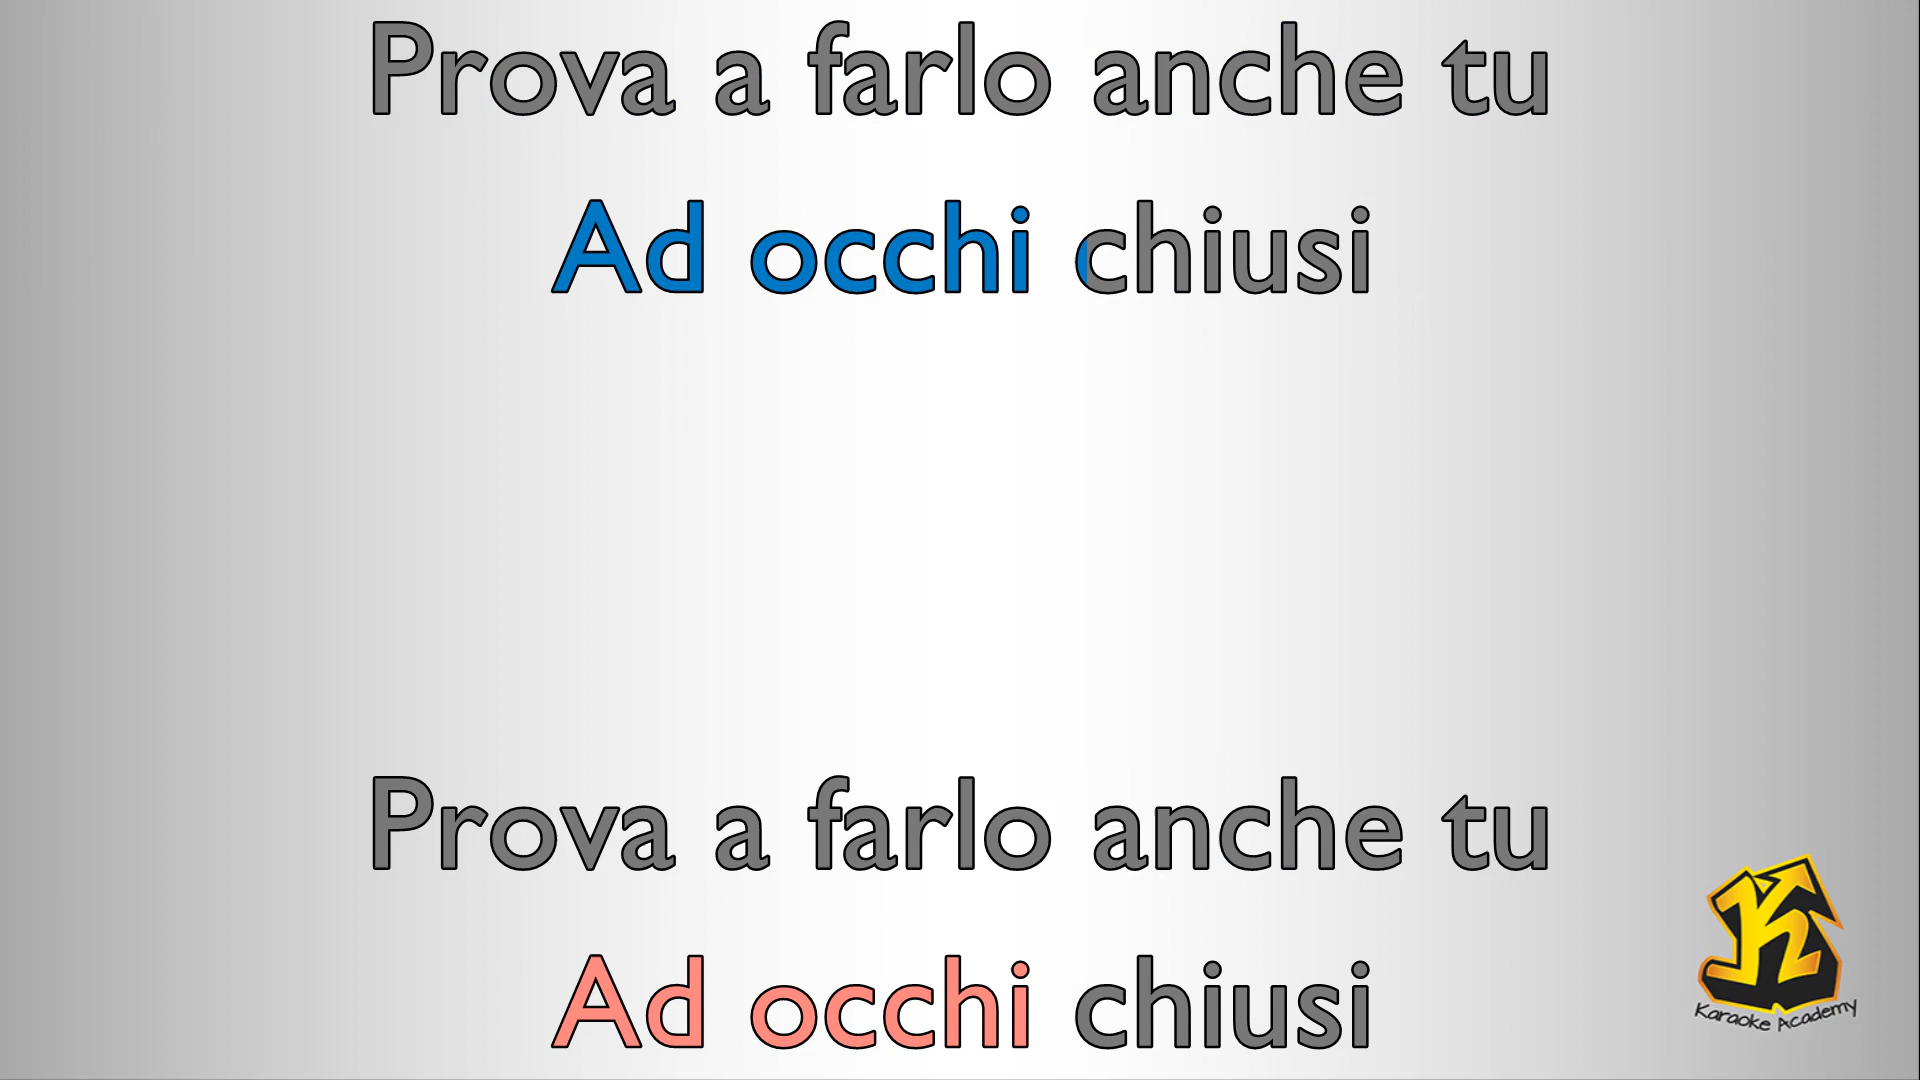 Prova a farlo anche tu
Ad occhi chiusi
Prova a farlo anche tu
Ad occhi chiusi
K
Karaoke Academy